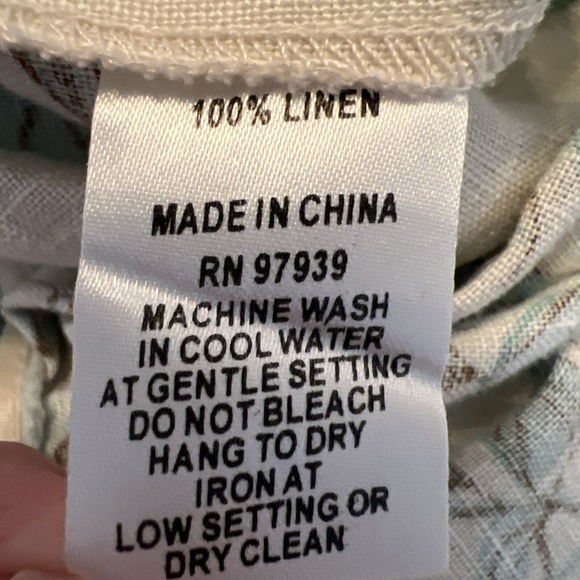 100% LINEN
MADE IN CHINA
RN 97939
MACHINE WASH
IN COOL WATER
AT GENTLE SETTING
DO NOT BLEACH
HANG TO DRY
IRON AT
LOW SETTING OR
DRY CLEAN